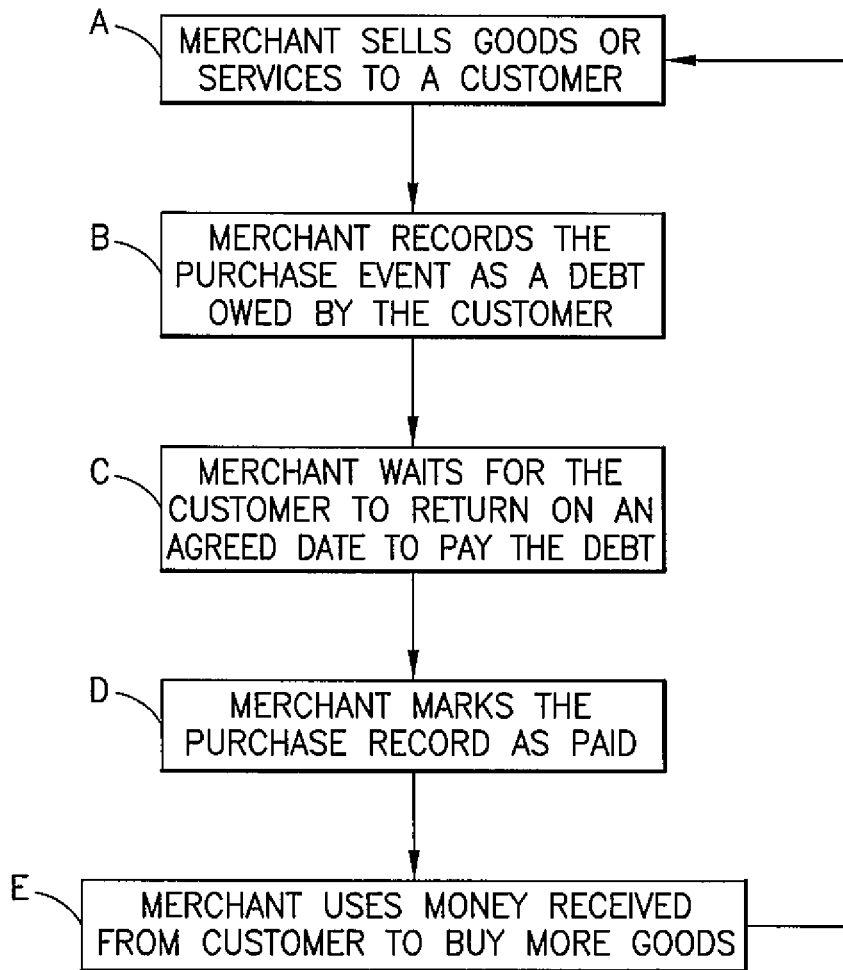 A
MERCHANT SELLS GOODS OR
SERVICES TO A CUSTOMER
B
MERCHANT RECORDS THE
PURCHASE EVENT AS A DEBT
OWED BY THE CUSTOMER
C
MERCHANT WAITS FOR THE
CUSTOMER TO RETURN ON AN
AGREED DATE TO PAY THE DEBT
D
MERCHANT MARKS THE
PURCHASE RECORD AS PAID
E
MERCHANT USES MONEY RECEIVED
FROM CUSTOMER TO BUY MORE GOODS